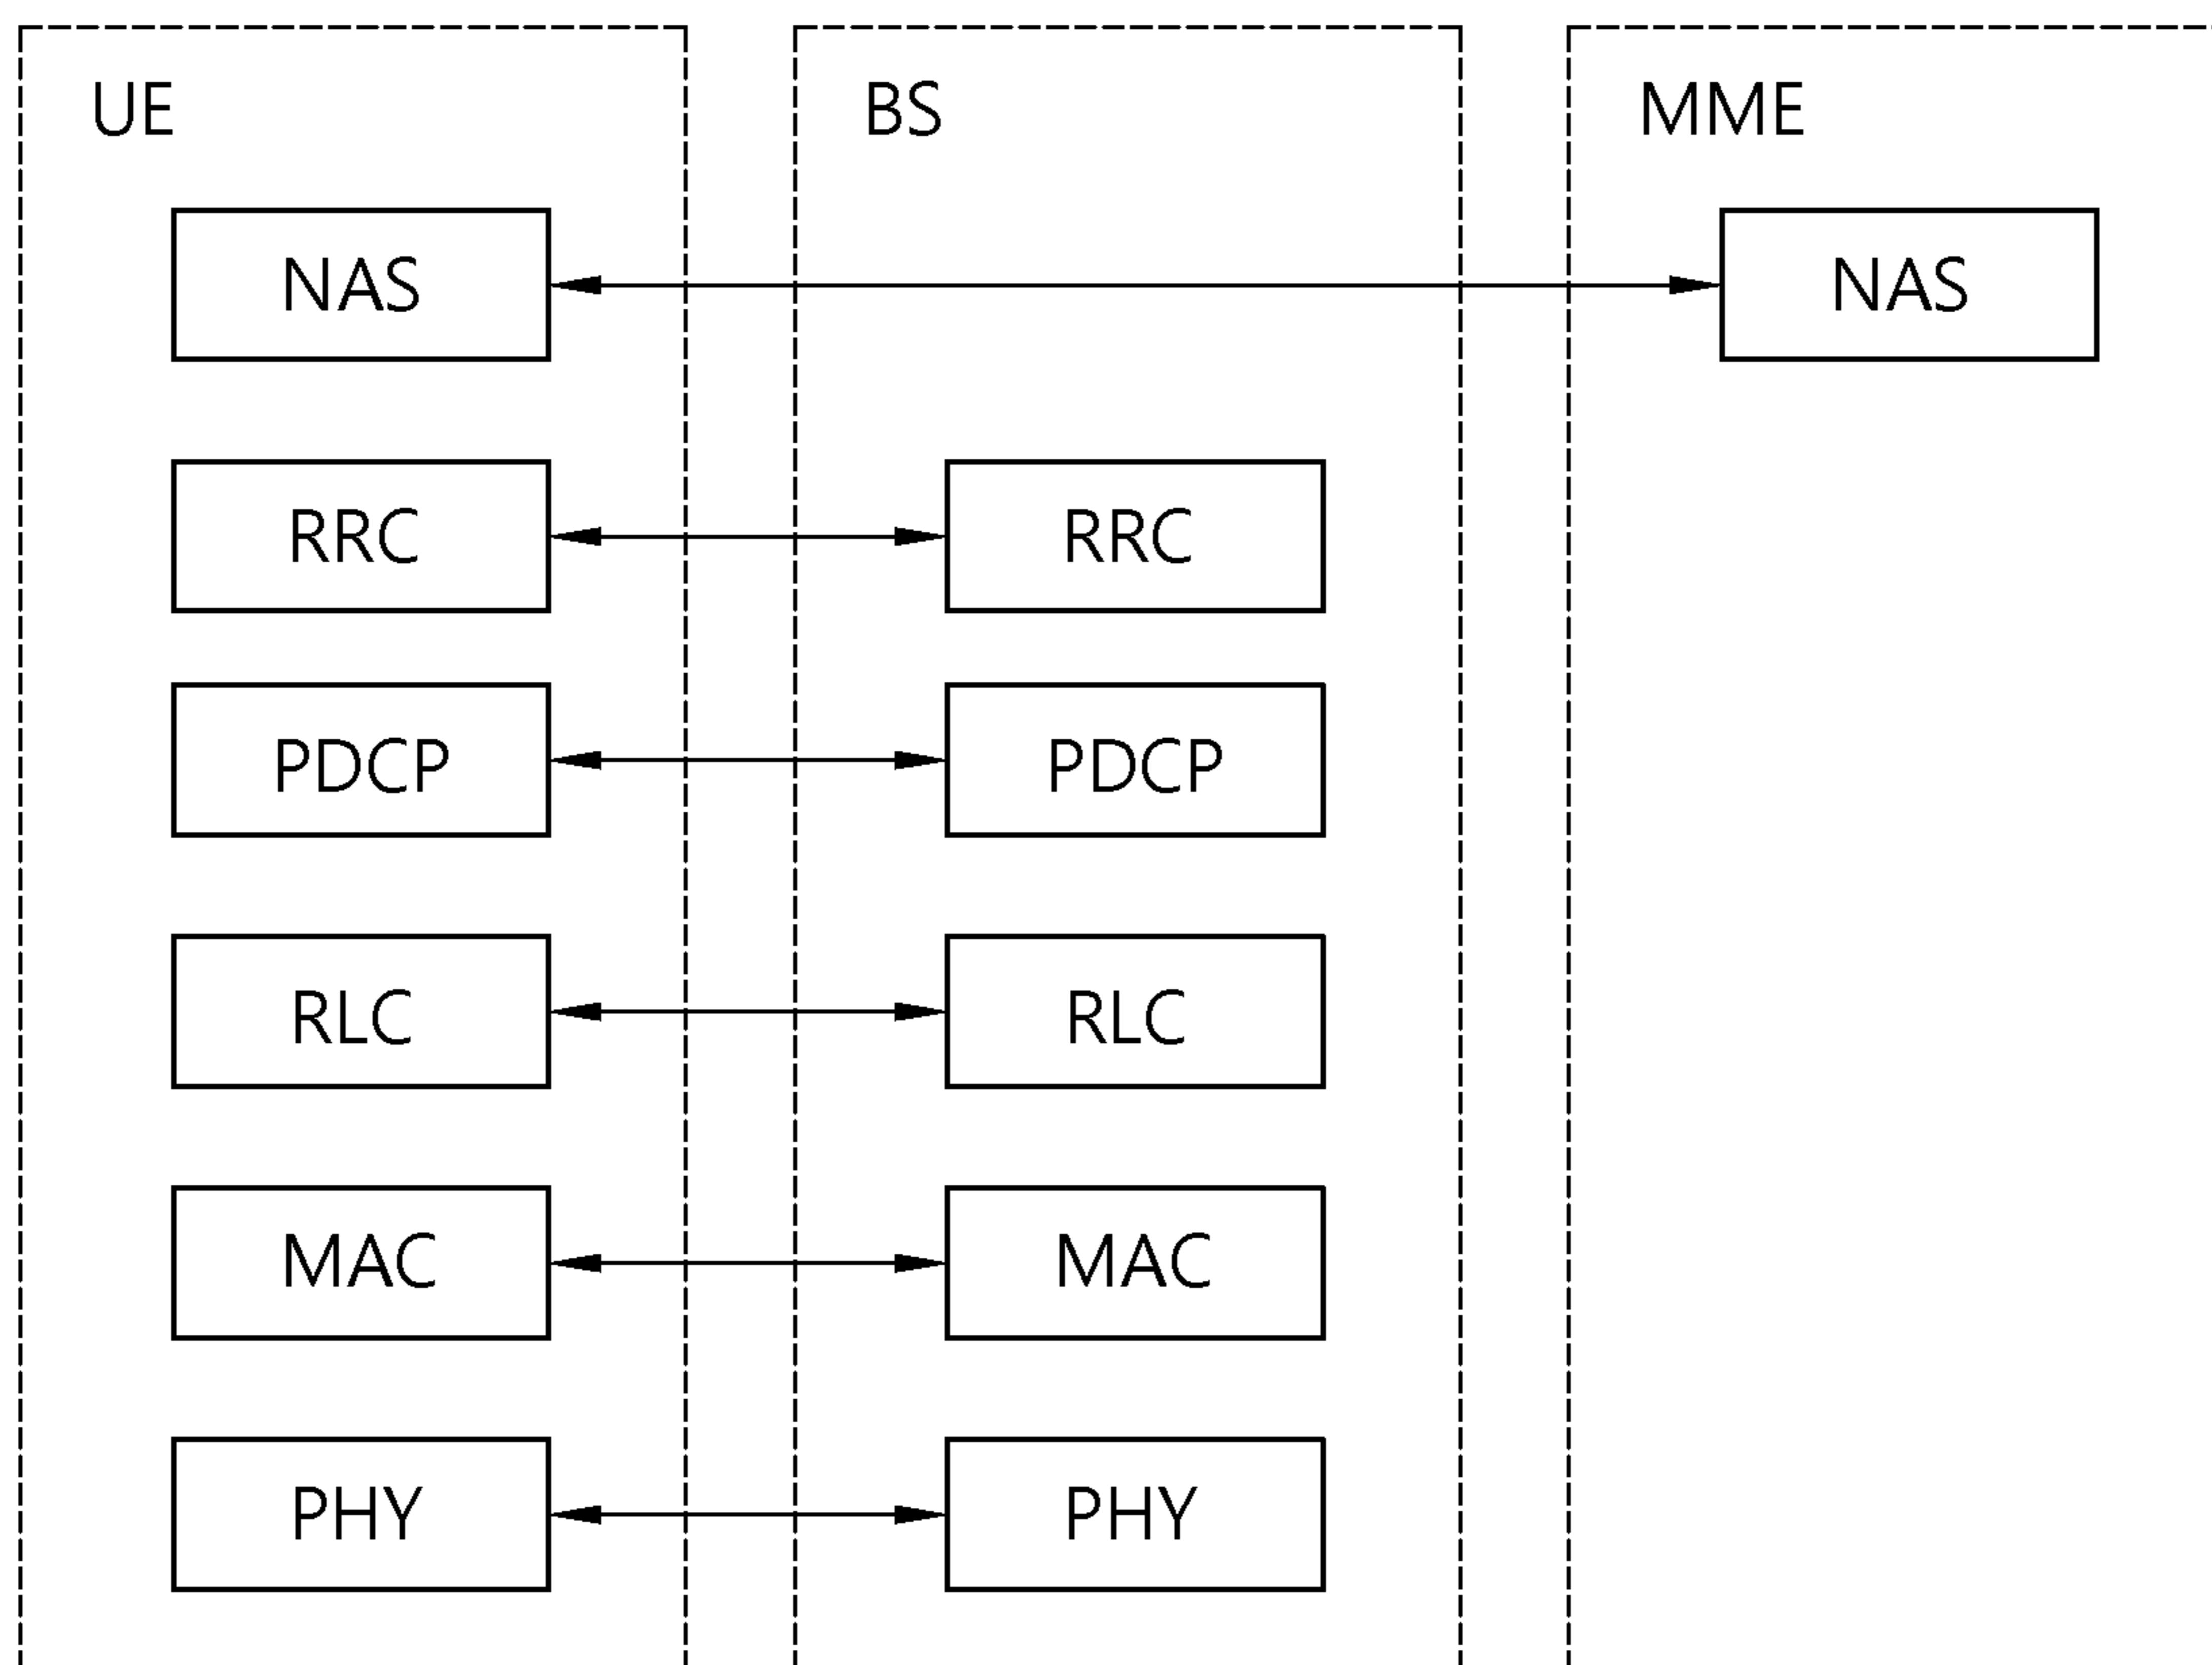 UE BS MME
NAS NAS
RRC RRC
PDCP PDCP
RLC RLC
MAC MAC
PHY PHY